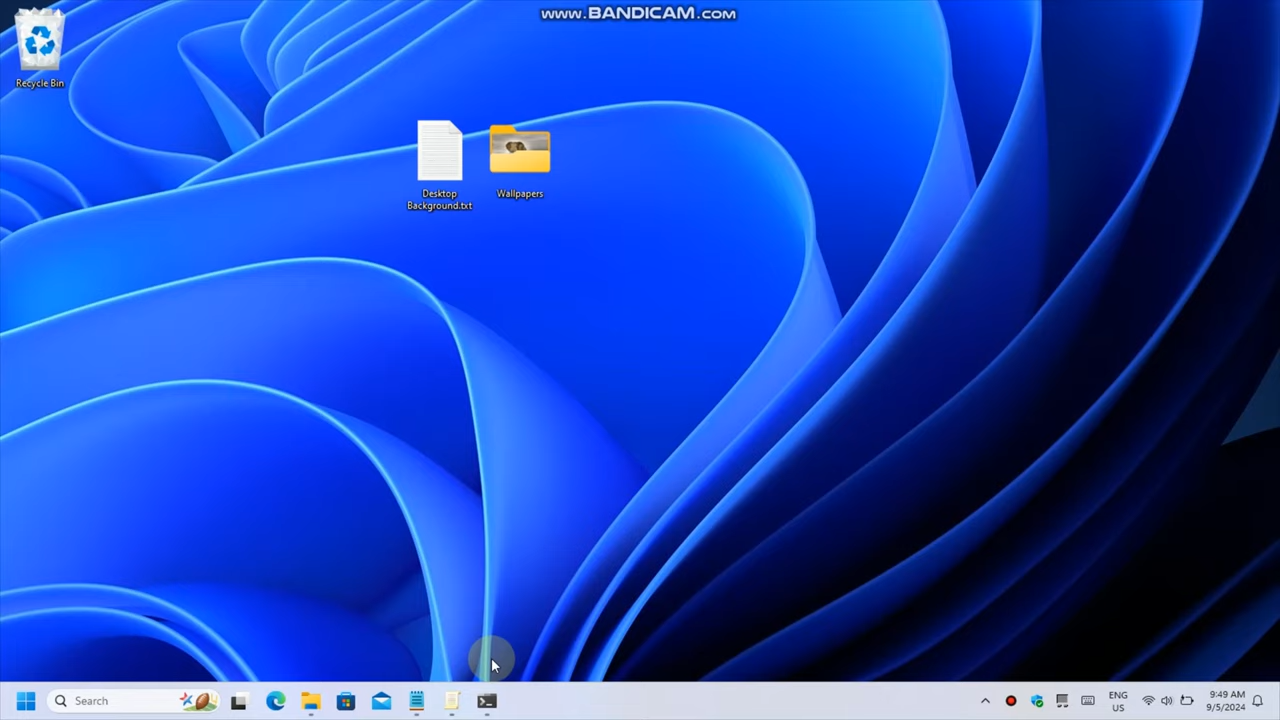 www.BANDICAM.com
Recycle Bin
Desktop
Background.txt
Wallpapers
Search
ENG
US
9:49 AM
9/5/2024